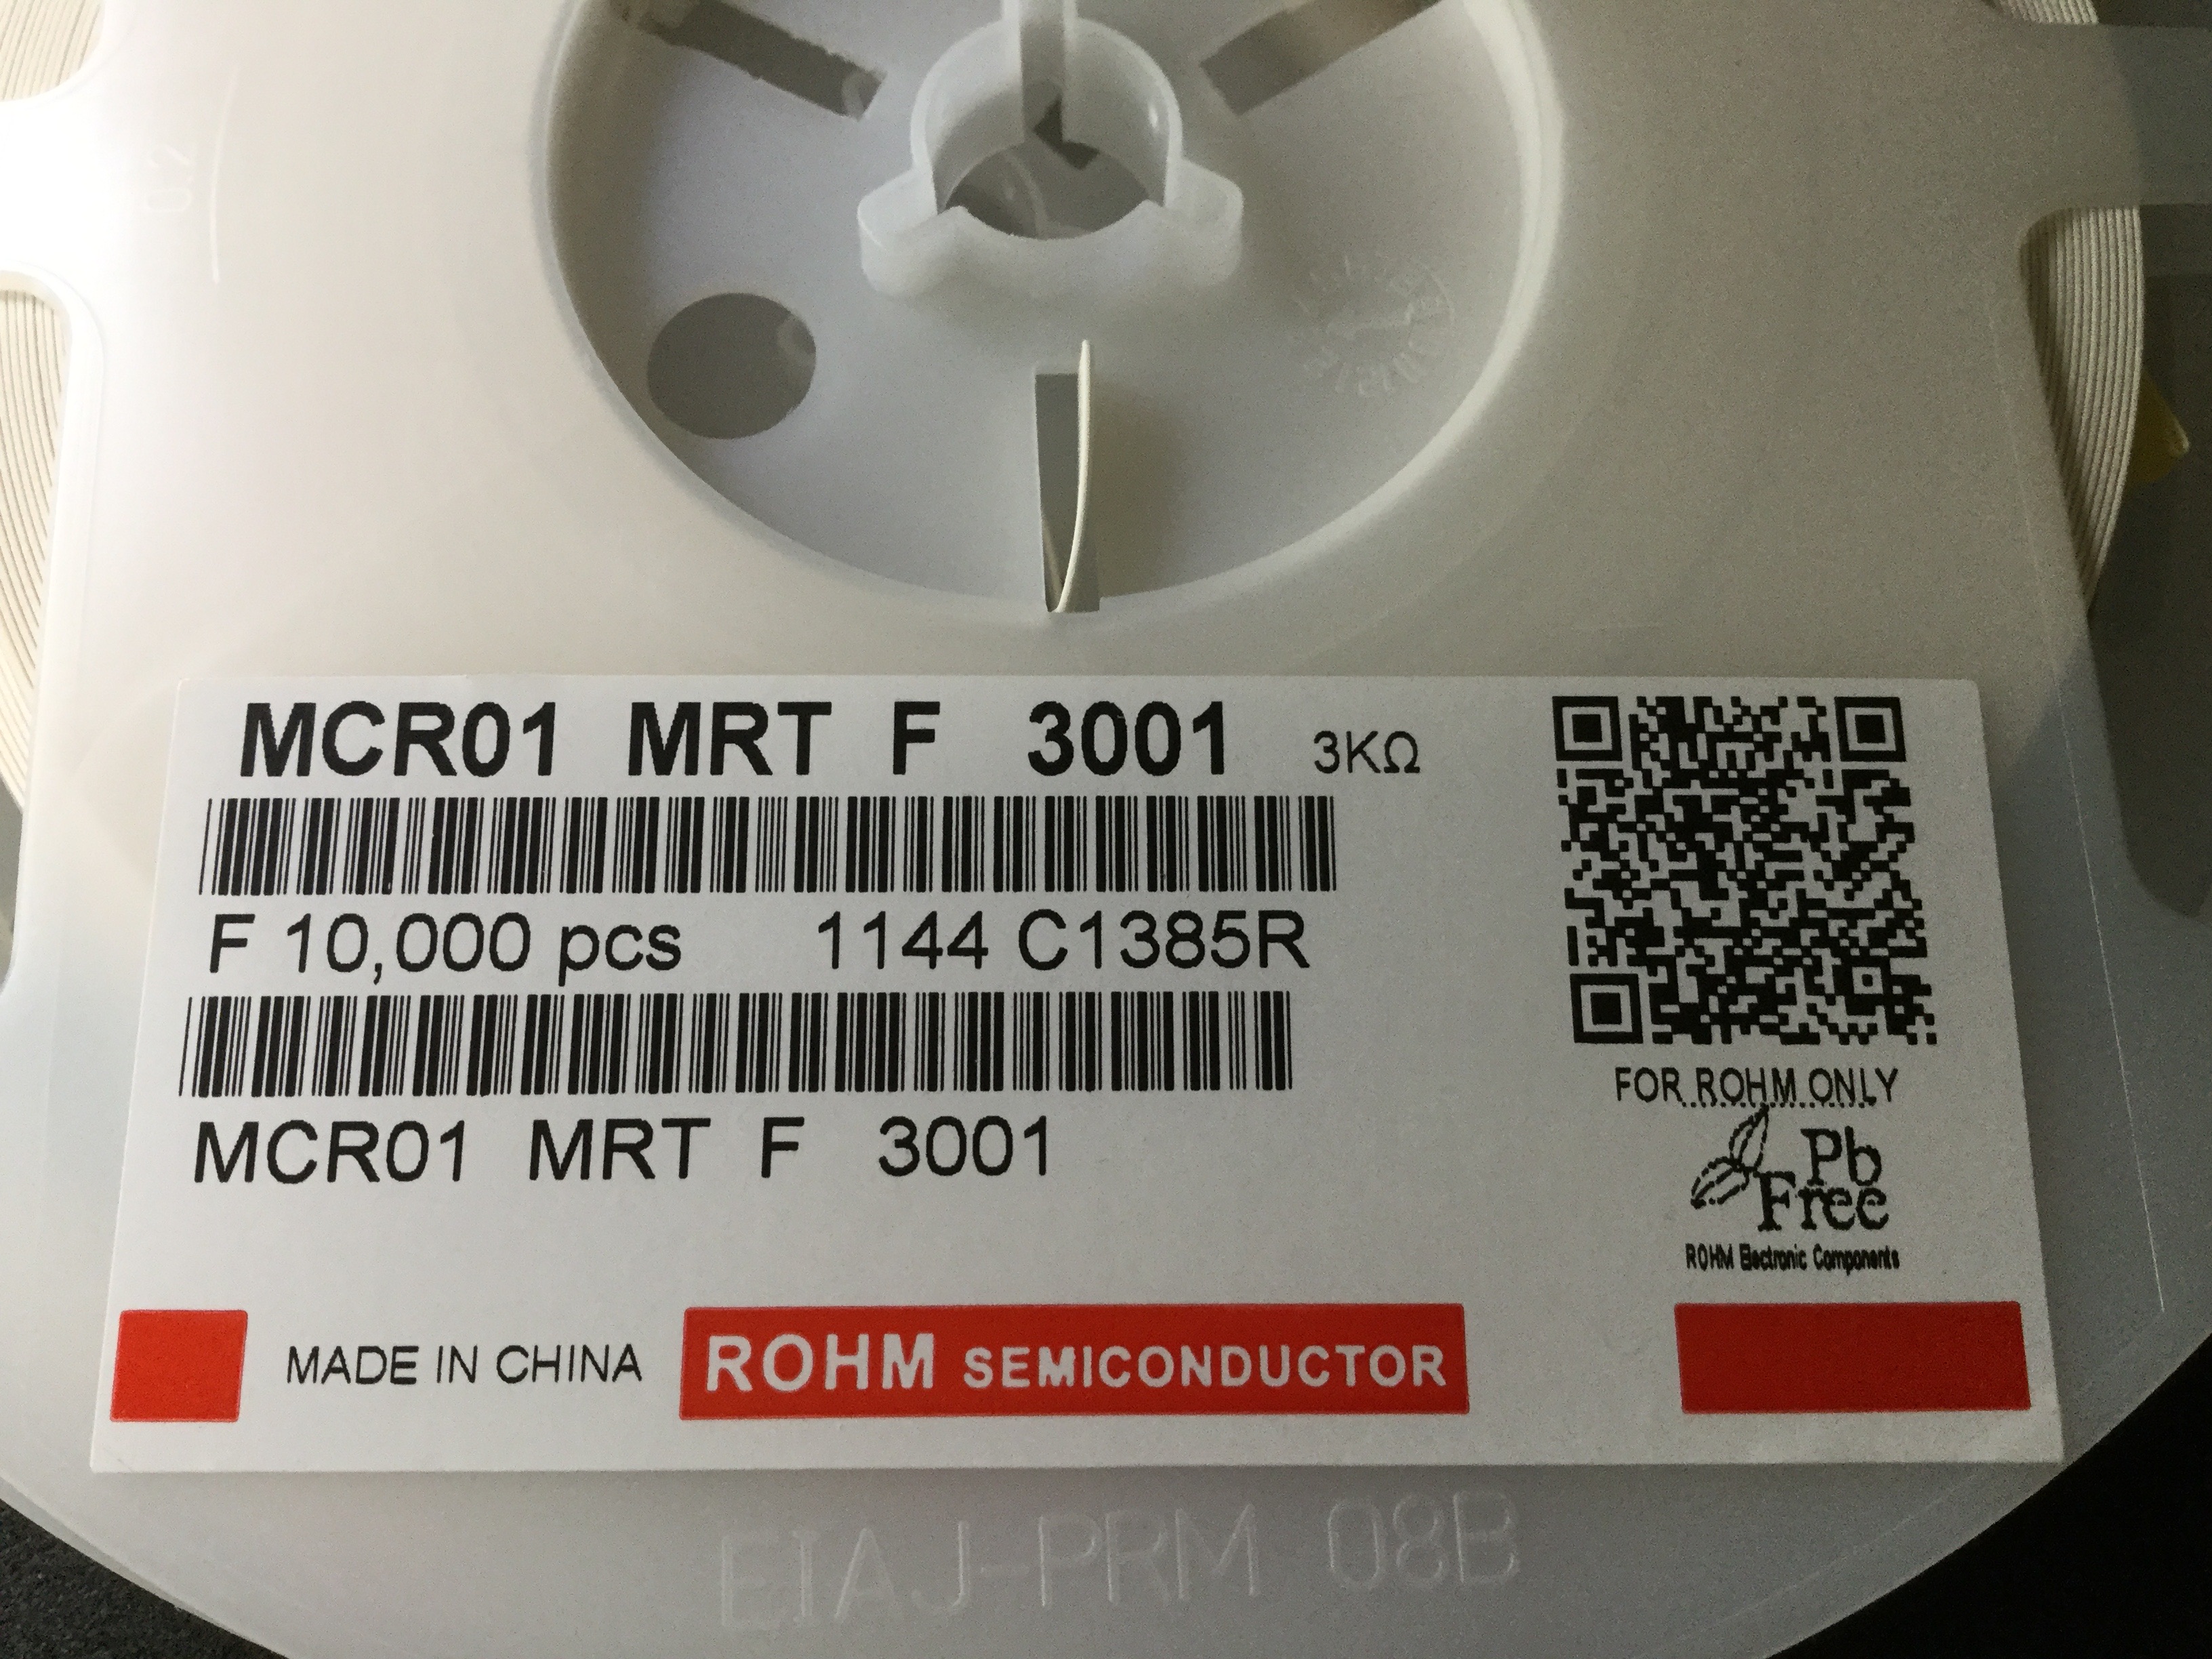 MCR01 MRT F 3001 3KΩ
F 10,000 pcs 1144 C1385R
MCR01 MRT F 3001
FOR ROHM ONLY
Pb
Free
ROHM Electronic Components
MADE IN CHINA
ROHM SEMICONDUCTOR
EIAJ-PRM 08B